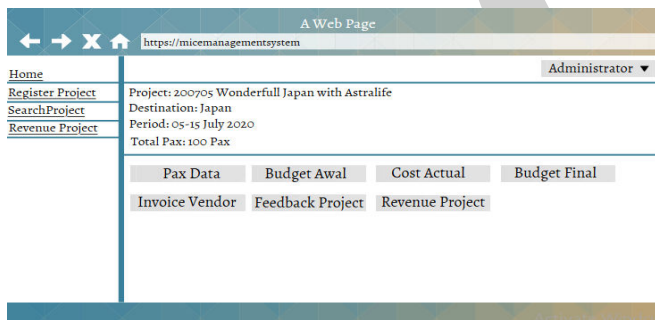 A Web Page
https://micemanagementsystem
Administrator ▼
Home
Register Project
SearchProject
Revenue Project
Project: 200705 Wonderfull Japan with Astralife
Destination: Japan
Period: 05-15 July 2020
Total Pax: 100 Pax
Pax Data Budget Awal Cost Actual Budget Final
Invoice Vendor Feedback Project Revenue Project